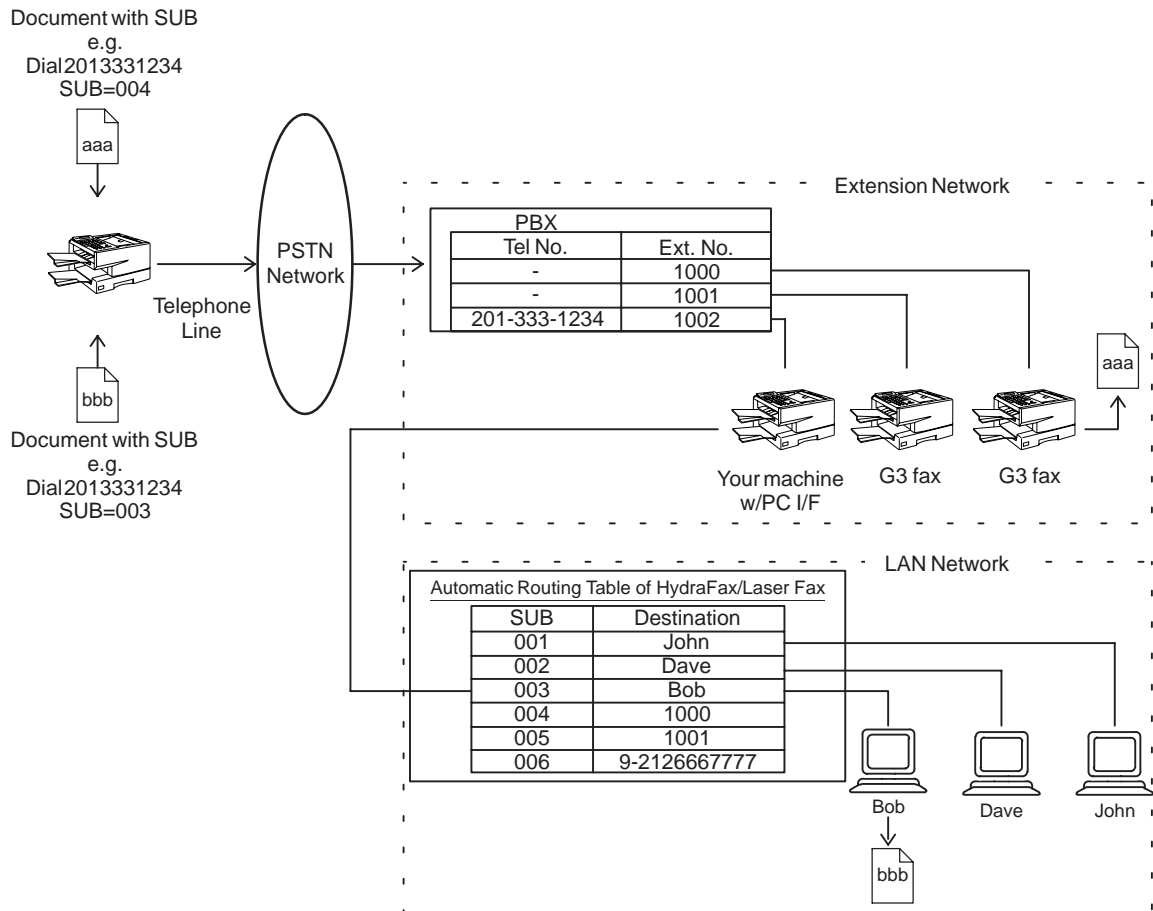 Document with SUB
e.g.
Dial 2013331234
SUB=004
aaa
PSTN
Network
Telephone
Line
bbb
Document with SUB
e.g.
Dial 2013331234
SUB=003
Extension Network
PBX
Tel No. Ext. No.
- 1000
- 1001
201-333-1234 1002
aaa
Your machine
w/PC I/F
G3 fax
G3 fax
LAN Network
Automatic Routing Table of HydraFax/Laser Fax
SUB Destination
001 John
002 Dave
003 Bob
004 1000
005 1001
006 9-2126667777
Bob
Dave
John
bbb